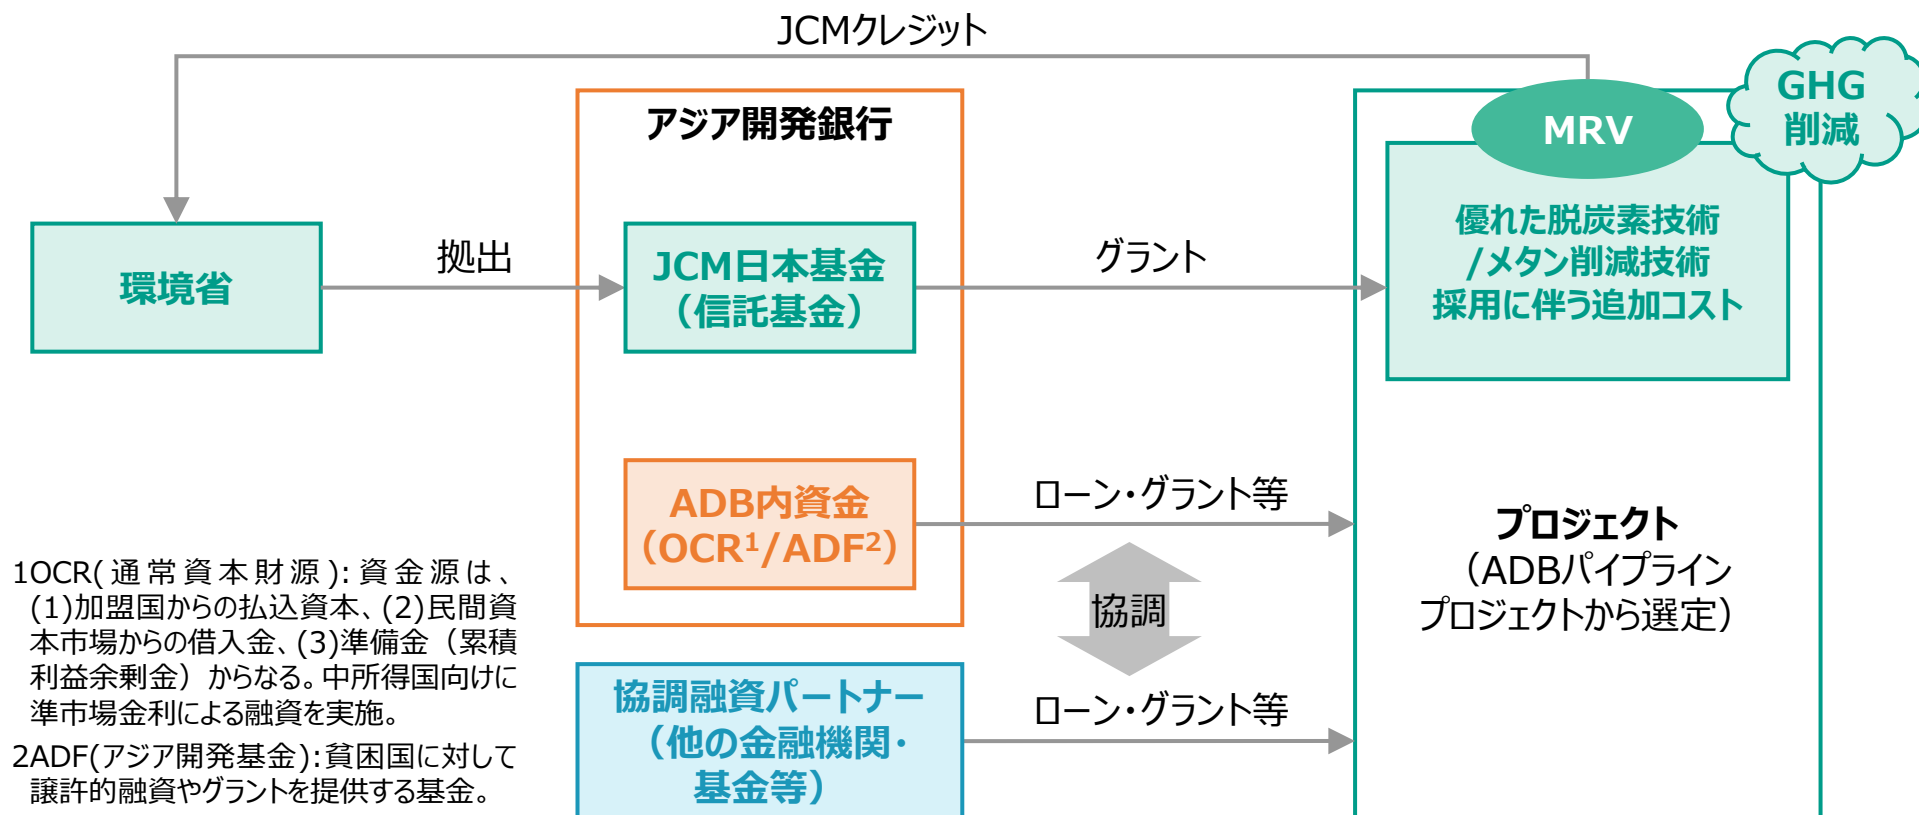 JCMクレジット
アジア開発銀行
MRV
GHG
削減
環境省
拠出
JCM日本基金
（信託基金）
グラント
優れた脱炭素技術
/メタン削減技術
採用に伴う追加コスト
ADB内資金
（OCR¹/ADF²）
ローン・グラント等
協調
プロジェクト
（ADBパイプライン
プロジェクトから選定）
協調融資パートナー
（他の金融機関・
基金等）
ローン・グラント等
1OCR(通常資本財源):資金源は、
(1)加盟国からの払込資本、(2)民間資
本市場からの借入金、(3)準備金（累積
利益余剰金）からなる。中所得国向けに
準市場金利による融資を実施。
2ADF(アジア開発基金):貧困国に対して
譲許的融資やグラントを提供する基金。